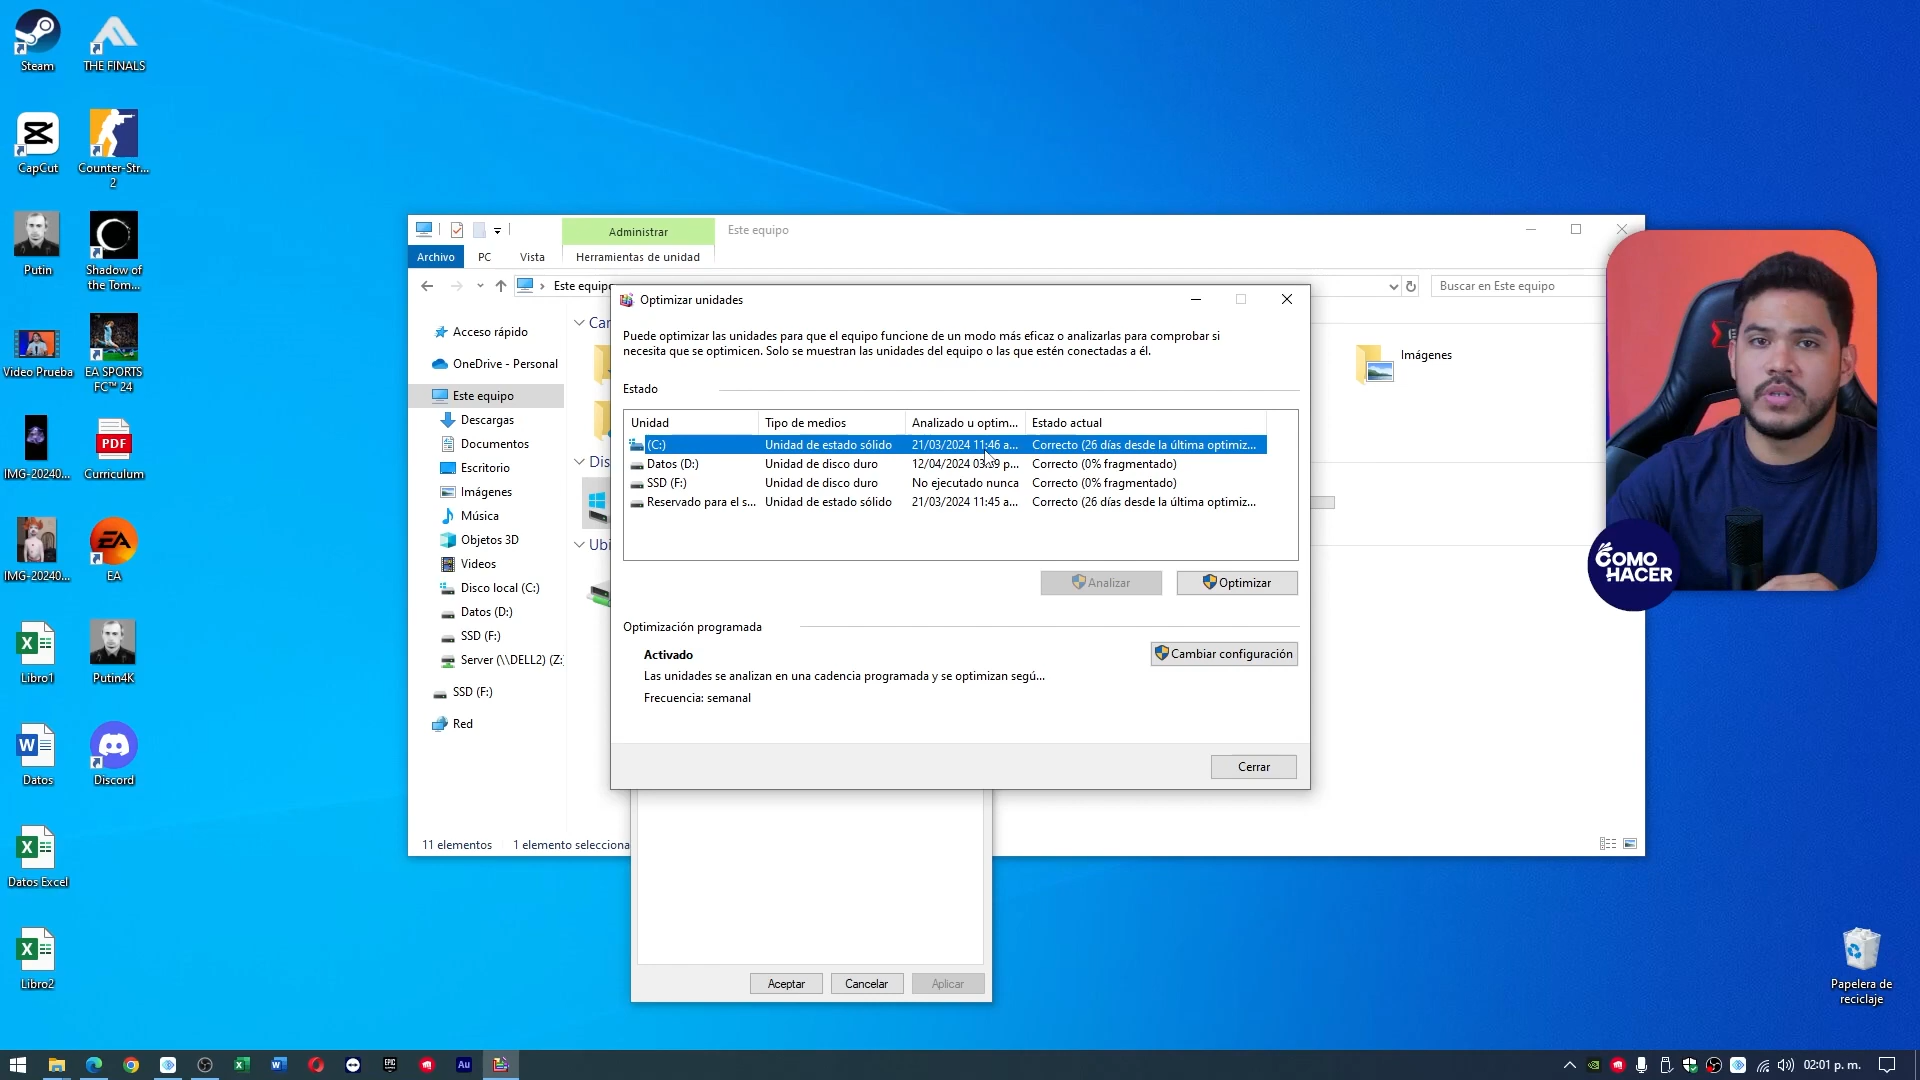 Steam
THE FINALS
CapCut
Counter-Str...
2
Putin
Shadow of
the Tom...
Video Prueba
EA SPORTS
FC™ 24
IMG-20240...
PDF
Curriculum
IMG-20240...
EA
EA
Libro1
Putin4K
Datos
Discord
Datos Excel
Libro2
Administrar
Este equipo
Archivo
PC
Vista
Herramientas de unidad
Este equipo
Buscar en Este equipo
Acceso rápido
OneDrive - Personal
Este equipo
Descargas
Documentos
Escritorio
Imágenes
Música
Objetos 3D
Videos
Disco local (C:)
Datos (D:)
SSD (F:)
Server (\\DELL2) (Z:
SSD (F:)
Red
11 elementos
1 elemento selecciona
Car
Dis
Ubi
Imágenes
Optimizar unidades
Puede optimizar las unidades para que el equipo funcione de un modo más eficaz o analizarlas para comprobar si
necesita que se optimicen. Solo se muestran las unidades del equipo o las que estén conectadas a él.
Estado
Unidad Tipo de medios Analizado u optim... Estado actual
(C:) Unidad de estado sólido 21/03/2024 11:46 a... Correcto (26 días desde la última optimiz...
Datos (D:) Unidad de disco duro 12/04/2024 p... Correcto (0% fragmentado)
SSD (F:) Unidad de disco duro No ejecutado nunca Correcto (0% fragmentado)
Reservado para el s... Unidad de estado sólido 21/03/2024 11:45 a... Correcto (26 días desde la última optimiz...
Analizar
Optimizar
Optimización programada
Activado
Cambiar configuración
Las unidades se analizan en una cadencia programada y se optimizan segú...
Frecuencia: semanal
Cerrar
Aceptar
Cancelar
Aplicar
COMO
HACER
Papelera de
reciclaje
EPIC
Au
02:01 p. m.